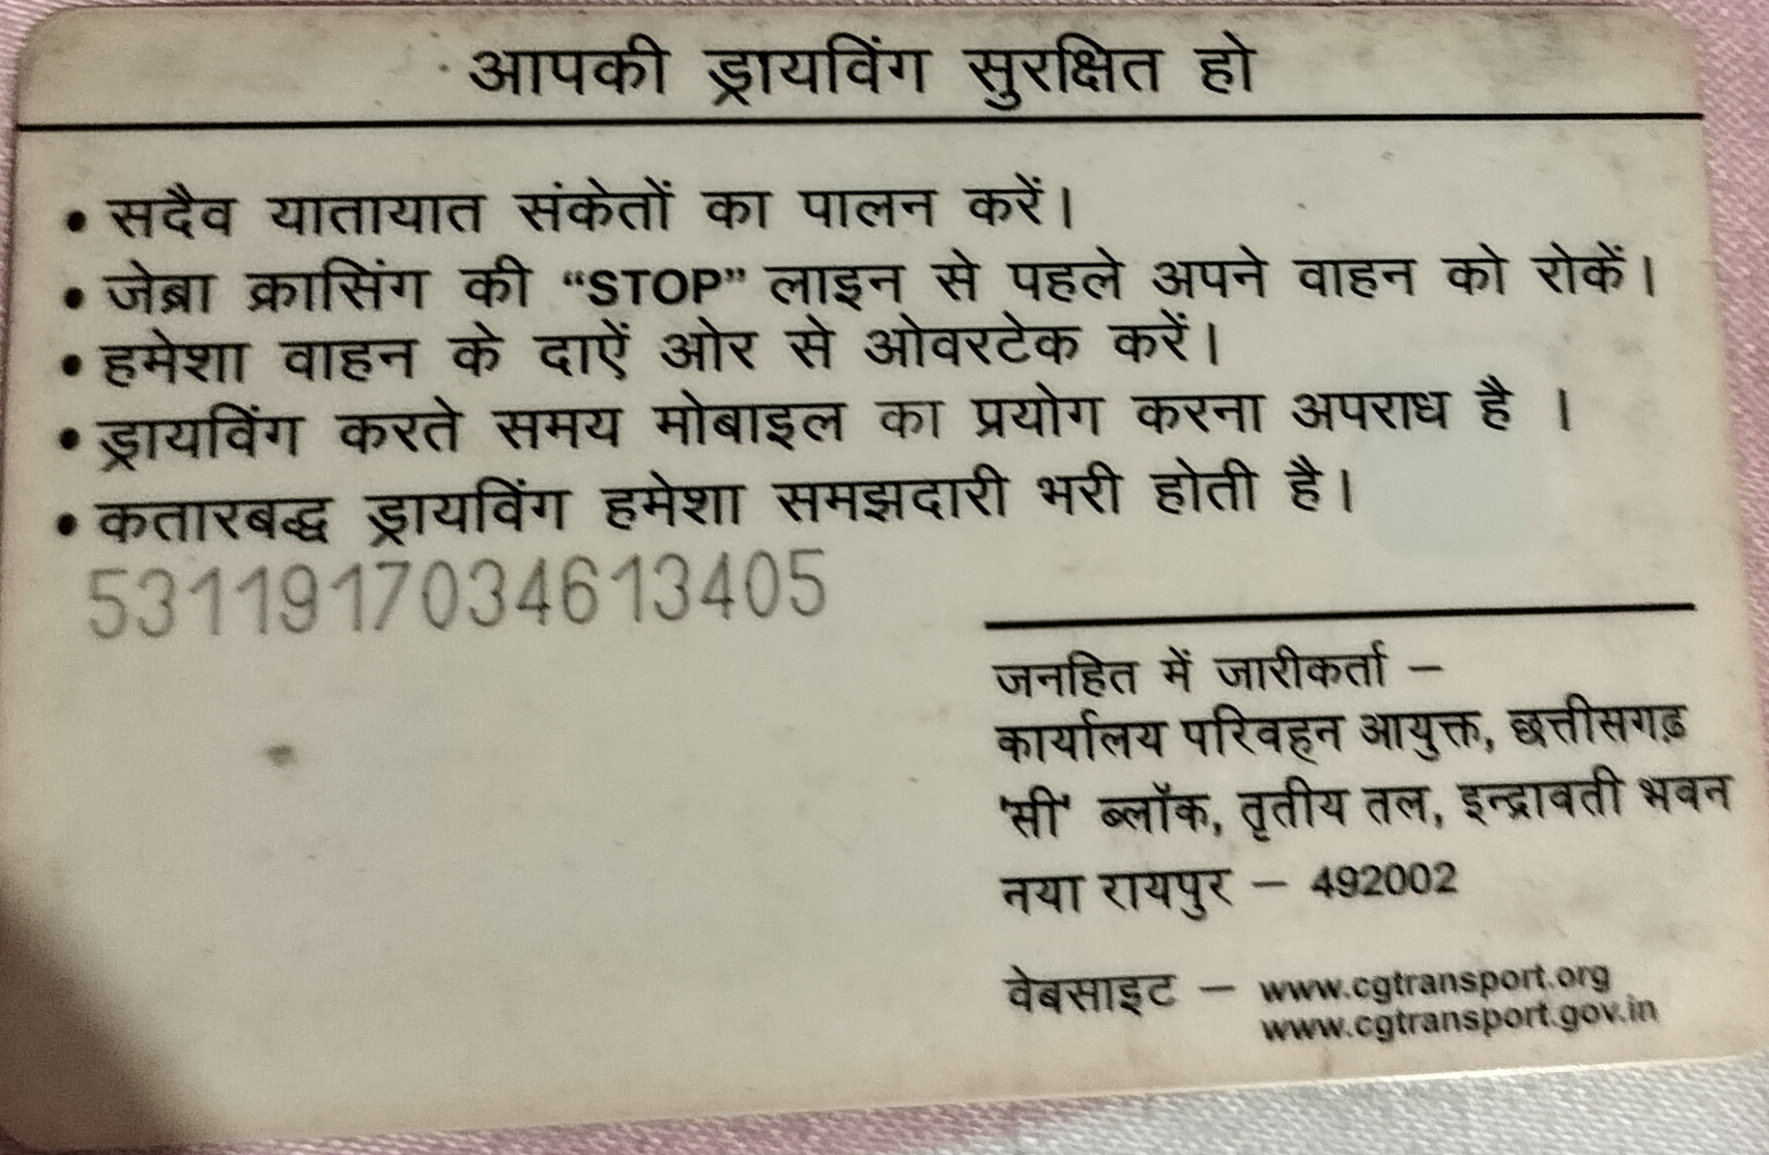 आपकी ड्रायविंग सुरक्षित हो
• सदैव यातायात संकेतों का पालन करें।
• जेब्रा क्रासिंग की “STOP” लाइन से पहले अपने वाहन को रोकें।
• हमेशा वाहन के दाऐं ओर से ओवरटेक करें।
• ड्रायविंग करते समय मोबाइल का प्रयोग करना अपराध है ।
• कतारबद्ध ड्रायविंग हमेशा समझदारी भरी होती है।
5311917034613405
जनहित में जारीकर्ता –
कार्यालय परिवहन आयुक्त, छत्तीसगढ़
'सी' ब्लॉक, तृतीय तल, इन्द्रावती भवन
नया रायपुर – 492002
वेबसाइट – www.cgtransport.org
www.cgtransport.gov.in